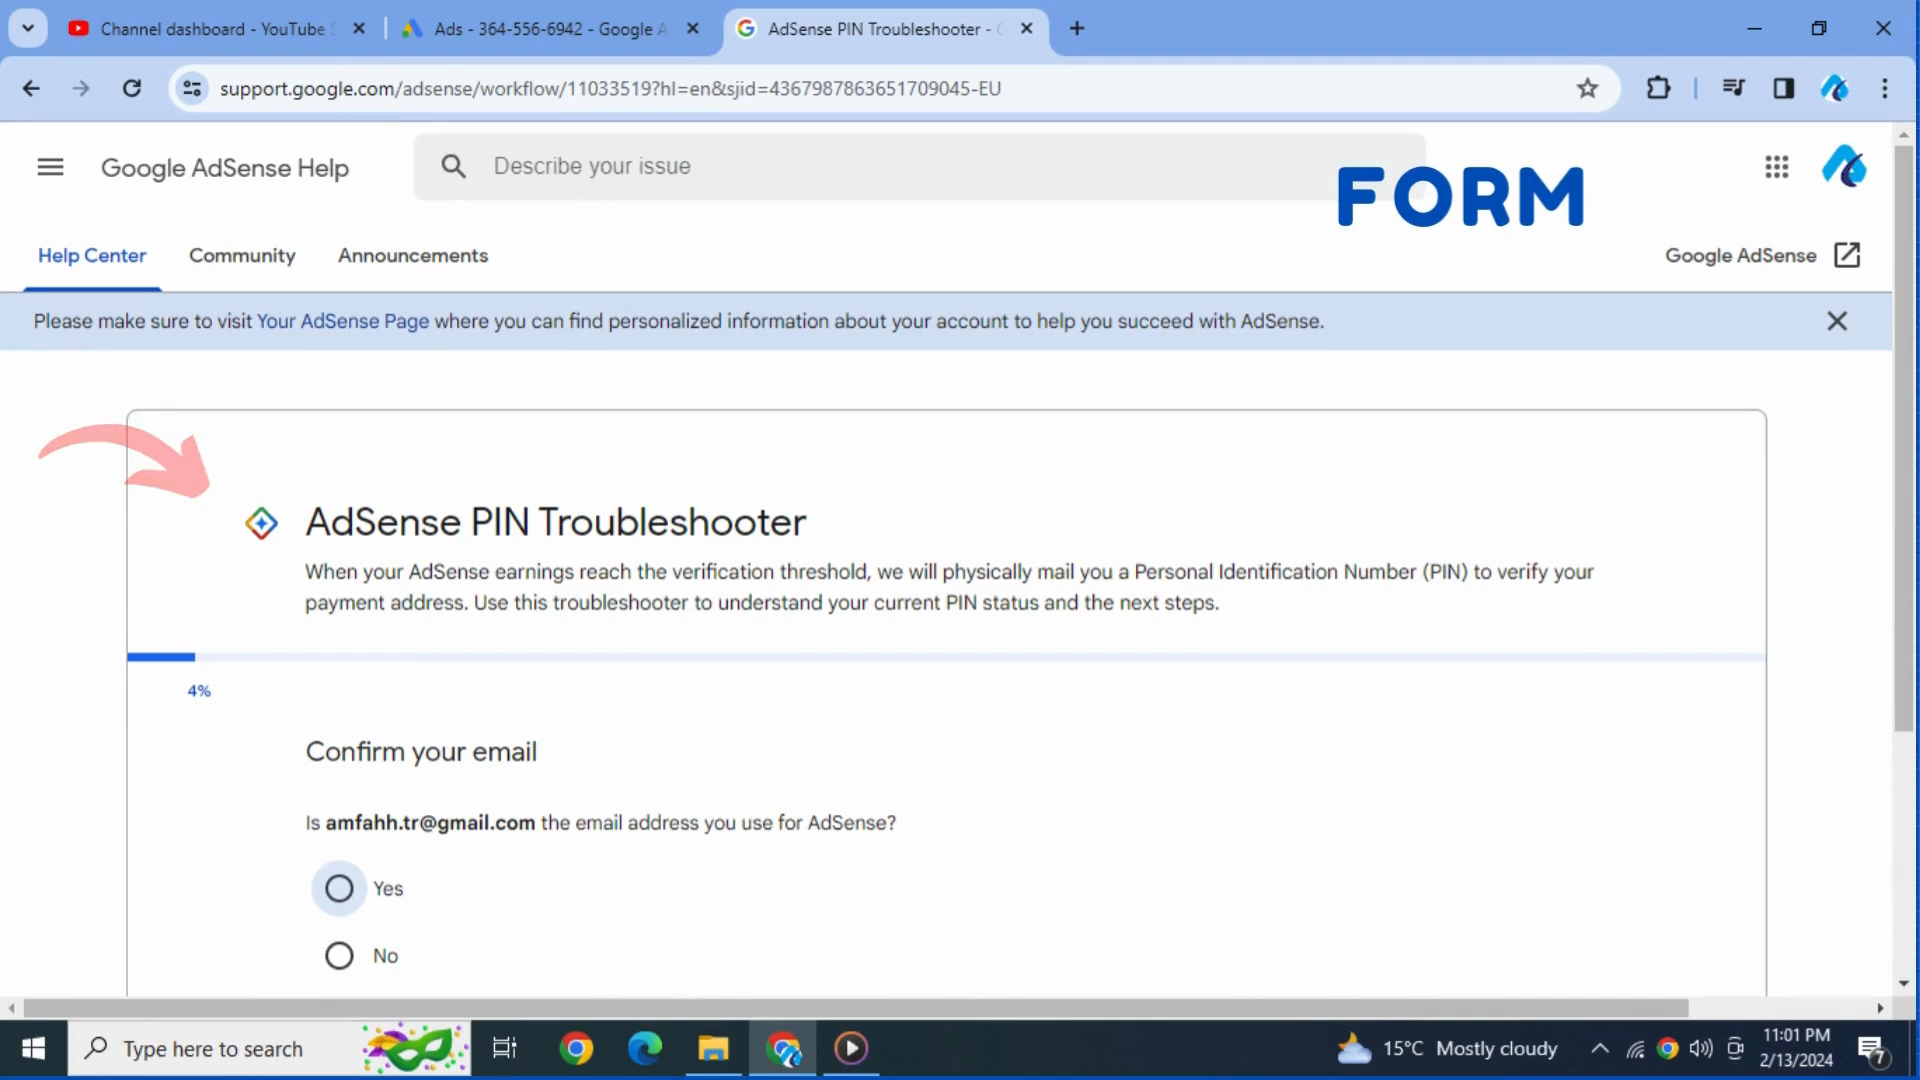 Channel dashboard - YouTube S
Ads - 364-556-6942 - Google A
AdSense PIN Troubleshooter -
support.google.com/adsense/workflow/11033519?hl=en&sjid=4367987863651709045-EU
Google AdSense Help
Describe your issue
FORM
Help Center
Community
Announcements
Google AdSense
Please make sure to visit Your AdSense Page where you can find personalized information about your account to help you succeed with AdSense.
AdSense PIN Troubleshooter
When your AdSense earnings reach the verification threshold, we will physically mail you a Personal Identification Number (PIN) to verify your
payment address. Use this troubleshooter to understand your current PIN status and the next steps.
4%
Confirm your email
Is amfahh.tr@gmail.com the email address you use for AdSense?
Yes
No
Type here to search
15°C Mostly cloudy
11:01 PM
2/13/2024
7